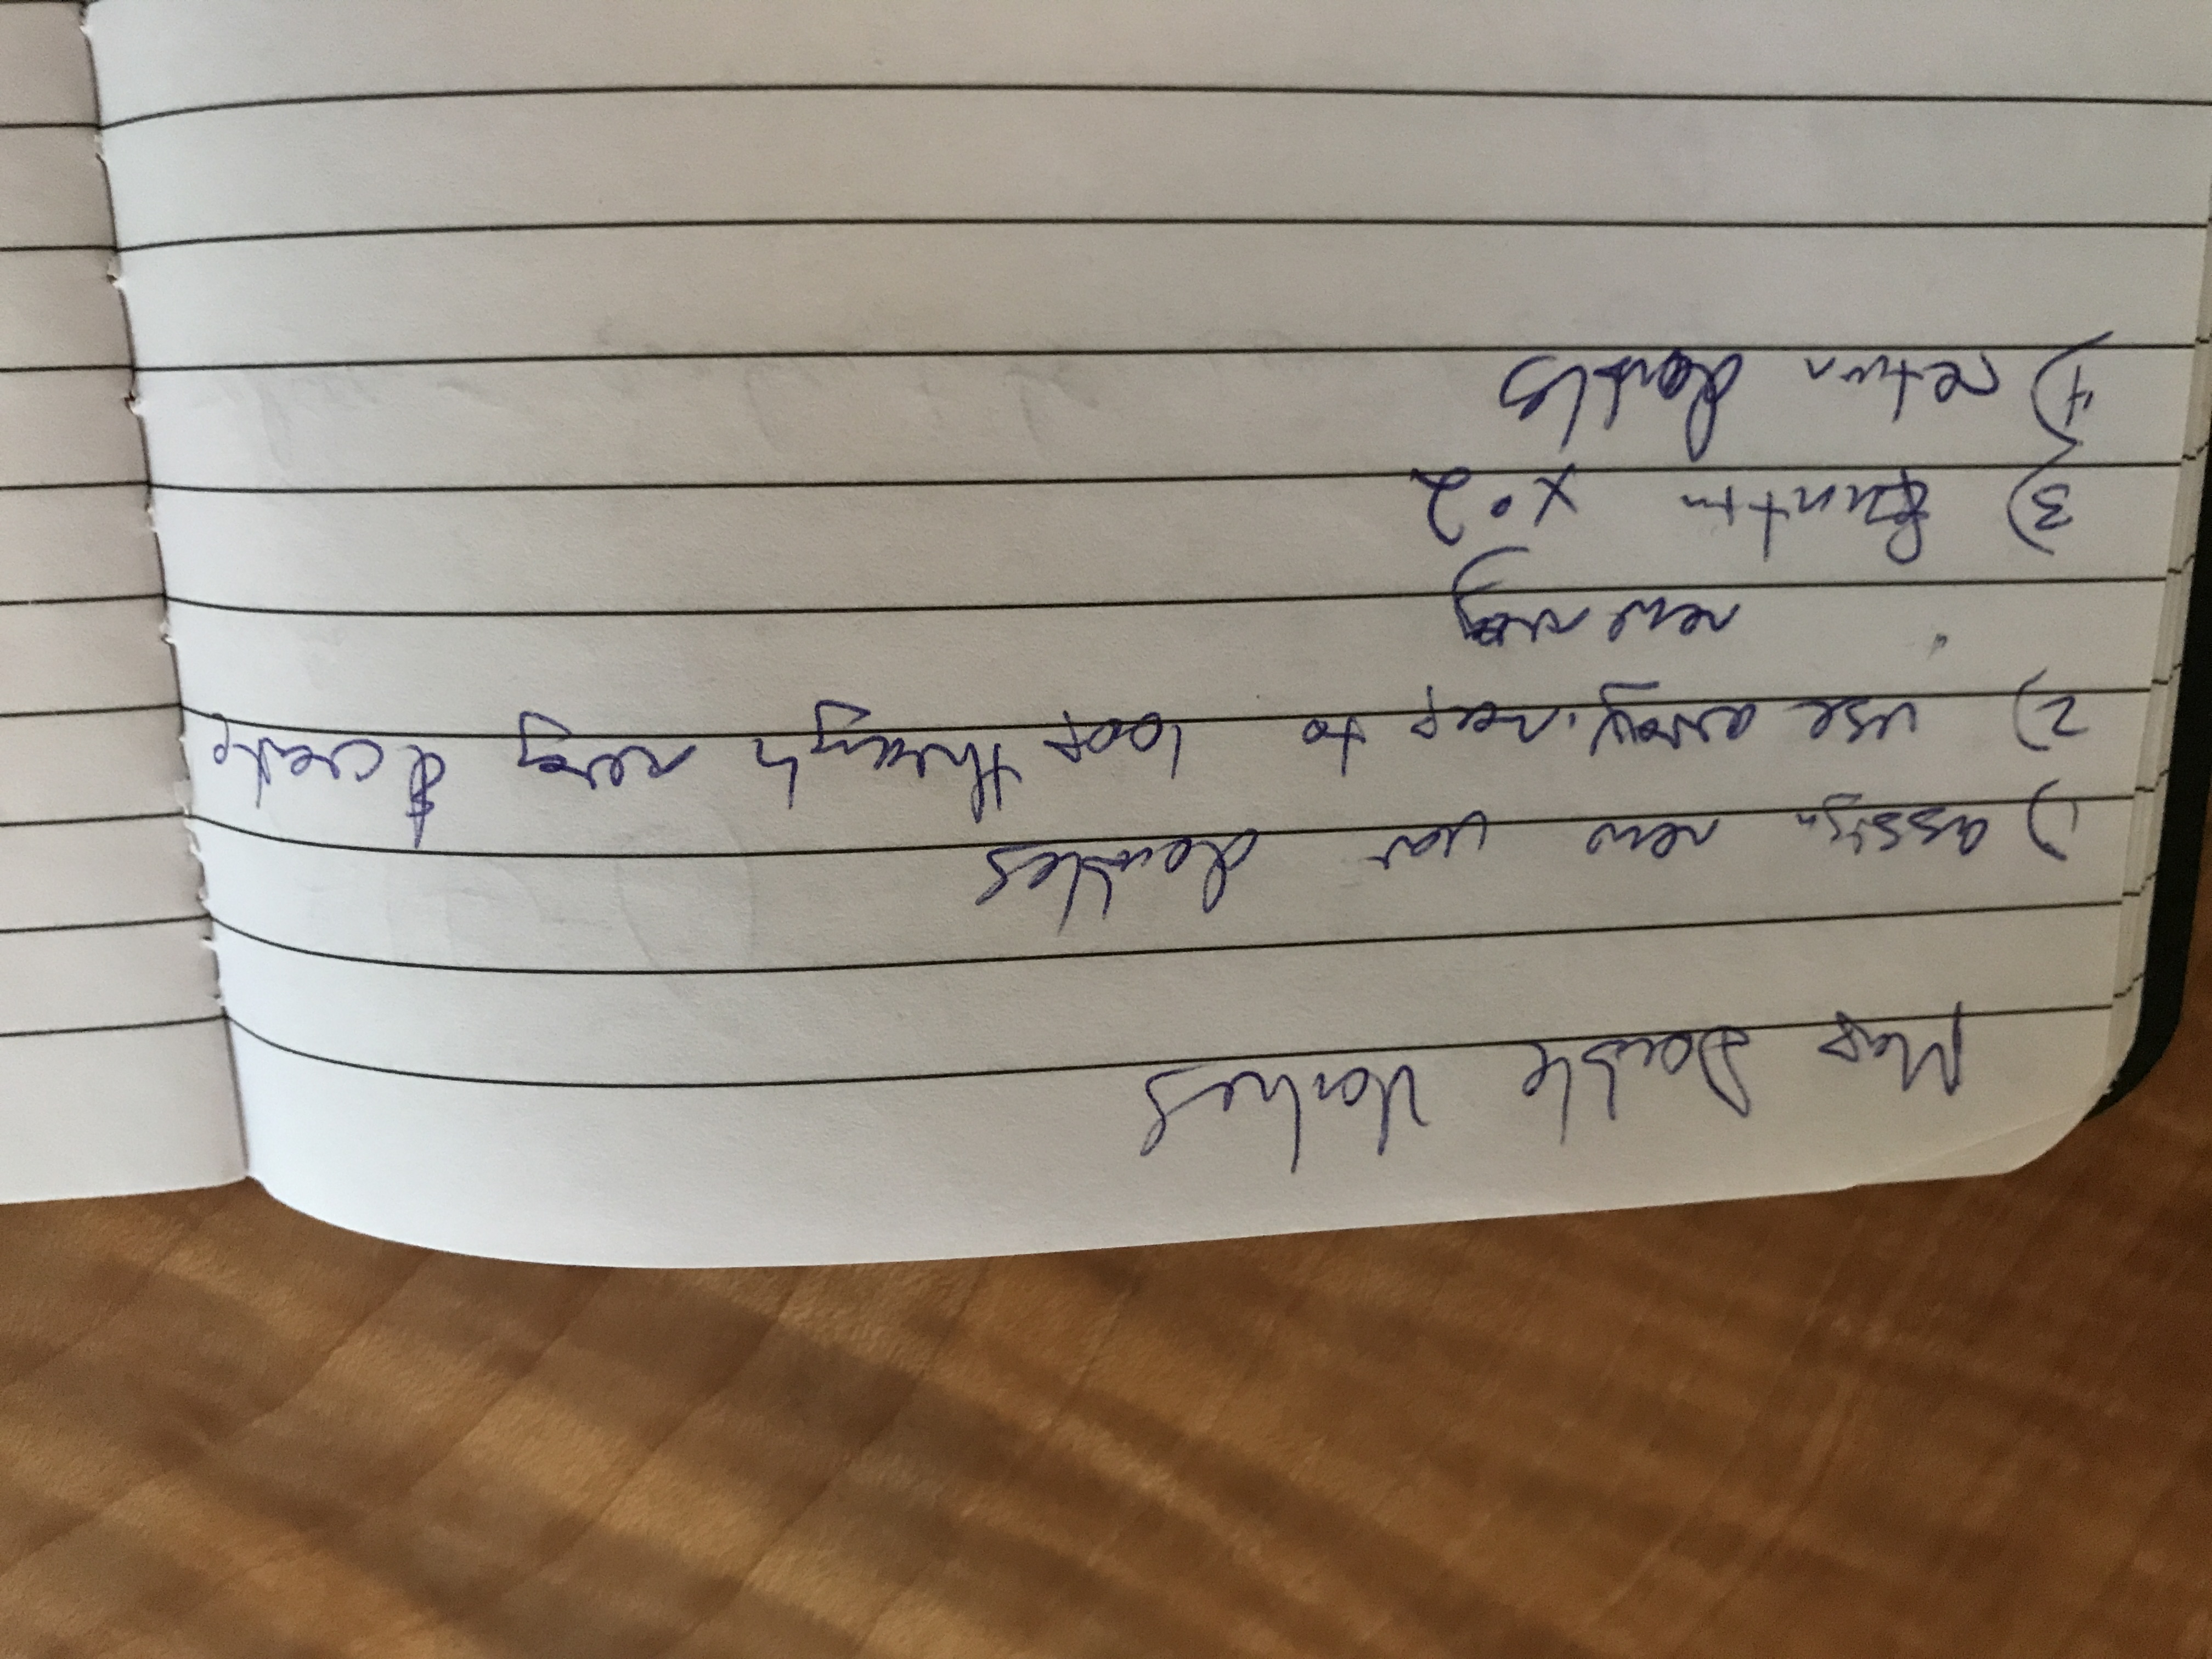 Map Double Values
1) assign new var doubles
2) use array.map to loop through array & create
new array
3) function x•2
4) return doubles